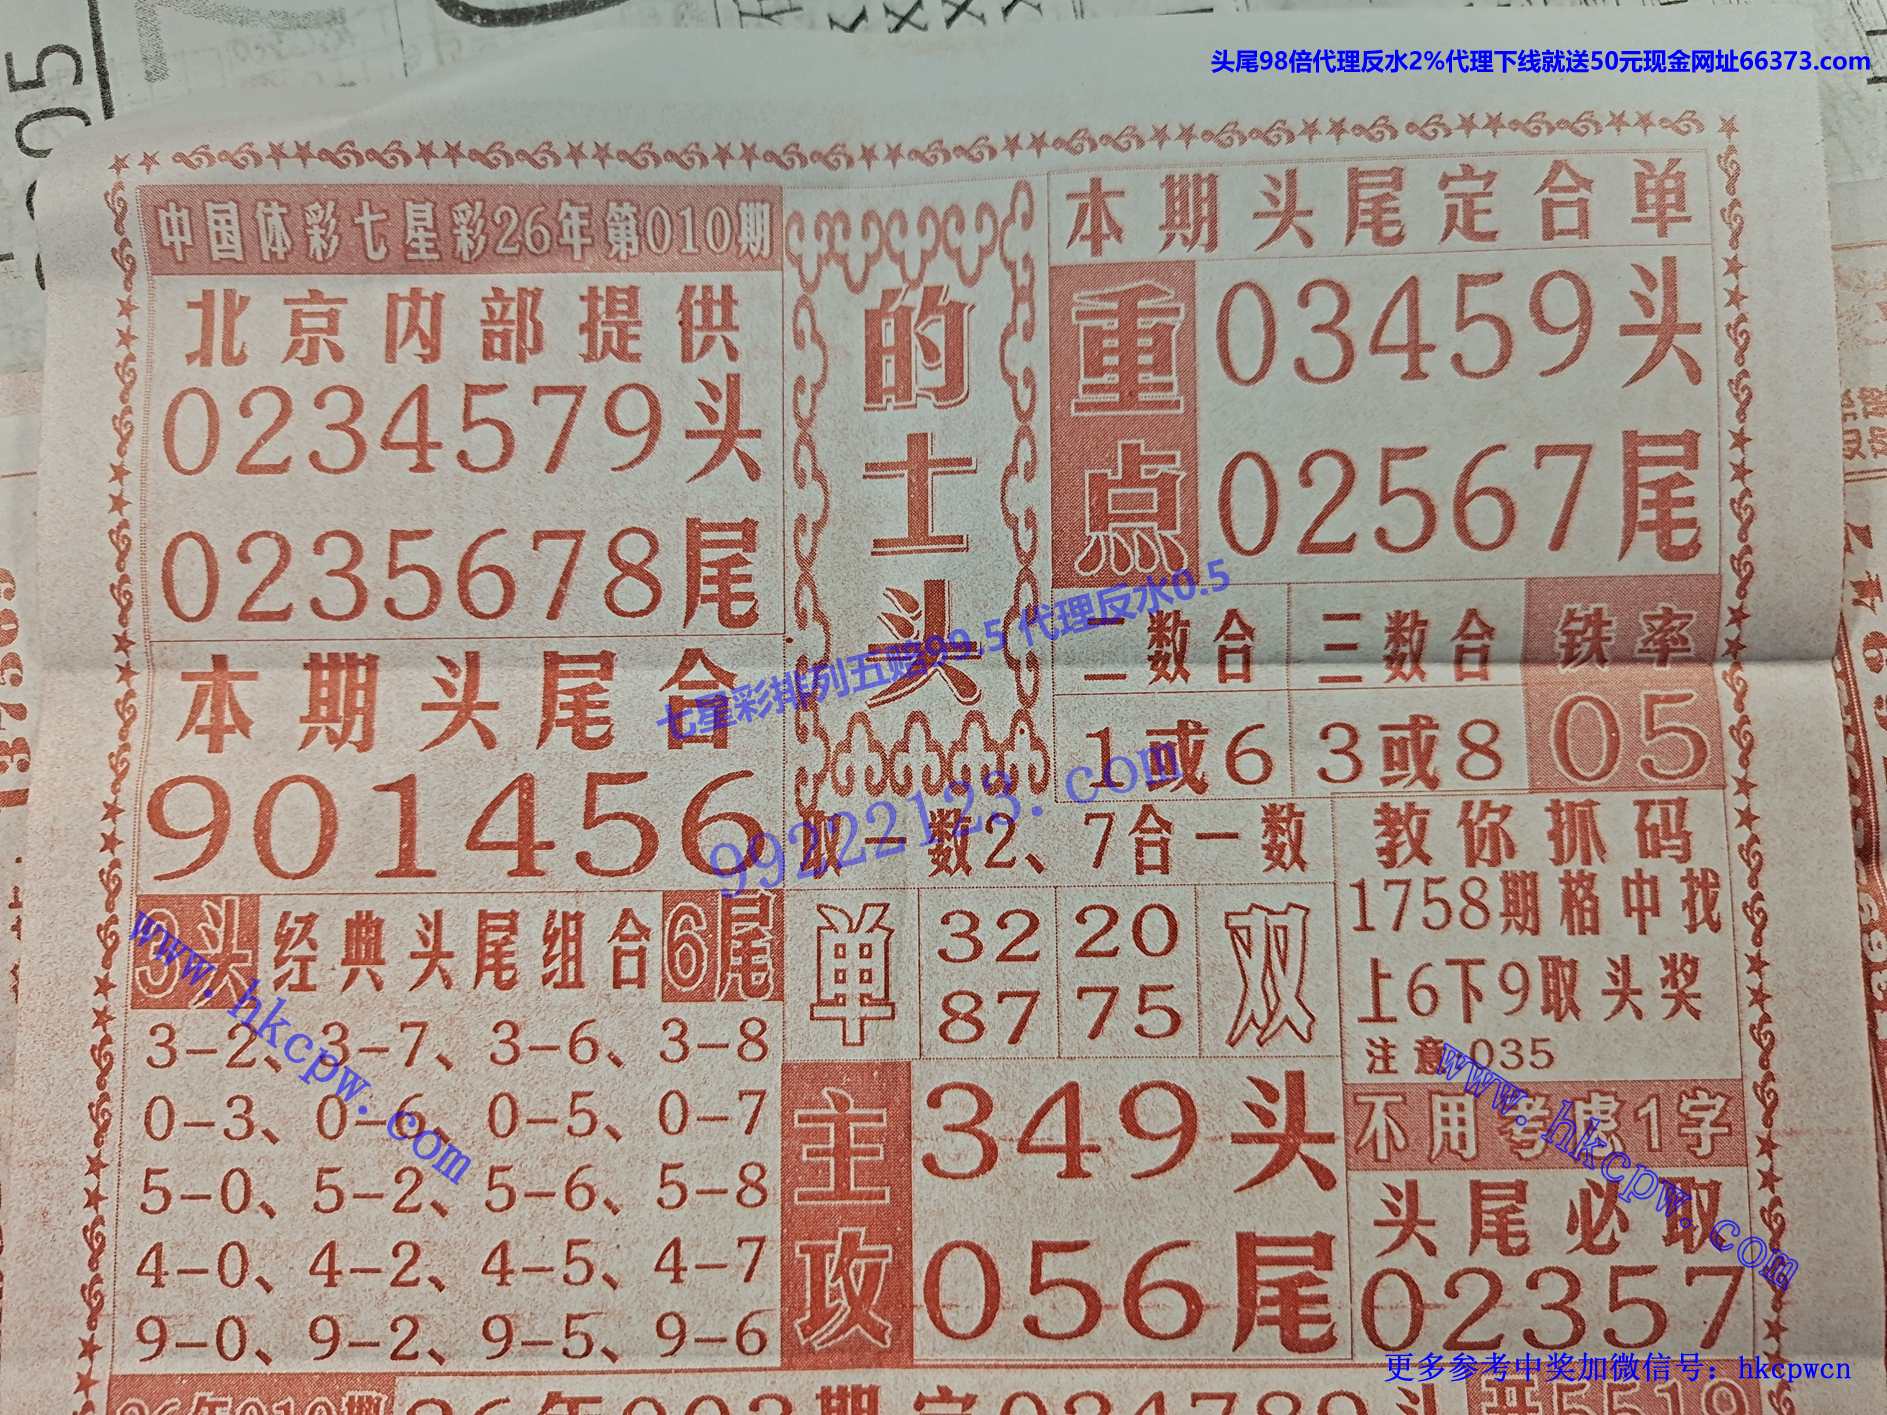 头尾98倍代理反水2%代理下线就送50元现金网址66373.com
中国体彩七星彩26年第010期
北京内部提供
0234579头
0235678尾
本期头尾合
901456
的士头
本期头尾定合单
重点
03459头
02567尾
二数合
1或6
三数合
3或8
铁率
05
取一数2、7合一数
七星彩排列五赔99.5 代理反水0.5
99222123.com
3头 经典头尾组合 6尾
3-2、3-7、3-6、3-8
0-3、0-6、0-5、0-7
5-0、5-2、5-6、5-8
4-0、4-2、4-5、4-7
9-0、9-2、9-5、9-6
www.hkcpw.com
单
32 20
87 75
双
主攻
349头
056尾
教你抓码
1758期格中找
上6下9取头奖
注意:035
不用考虑1字
头尾必取
02357
www.hkcpw.com
更多参考中奖加微信号：hkcpwcn